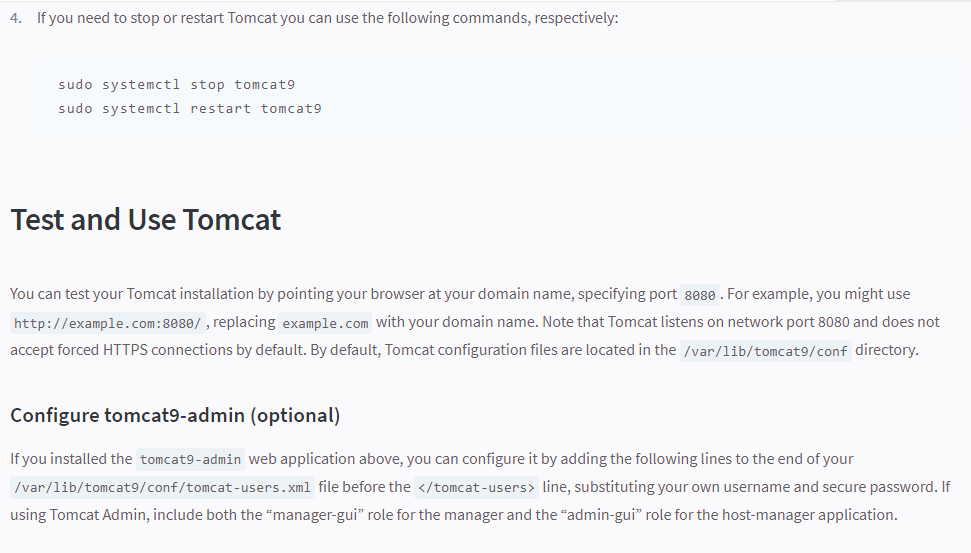 4. If you need to stop or restart Tomcat you can use the following commands, respectively:
sudo systemctl stop tomcat9
sudo systemctl restart tomcat9
Test and Use Tomcat
You can test your Tomcat installation by pointing your browser at your domain name, specifying port 8080. For example, you might use
http://example.com:8080/, replacing example.com with your domain name. Note that Tomcat listens on network port 8080 and does not
accept forced HTTPS connections by default. By default, Tomcat configuration files are located in the /var/lib/tomcat9/conf directory.
Configure tomcat9-admin (optional)
If you installed the tomcat9-admin web application above, you can configure it by adding the following lines to the end of your
/var/lib/tomcat9/conf/tomcat-users.xml file before the </tomcat-users> line, substituting your own username and secure password. If
using Tomcat Admin, include both the “manager-gui” role for the manager and the “admin-gui” role for the host-manager application.